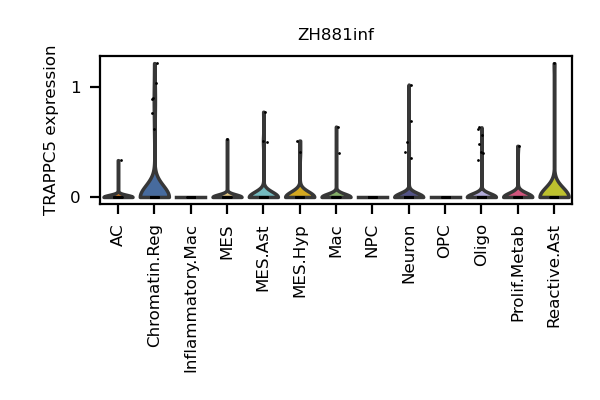 ZH881inf
TRAPPC5 expression
1
0
AC
Chromatin.Reg
Inflammatory.Mac
MES
MES.Ast
MES.Hyp
Mac
NPC
Neuron
OPC
Oligo
Prolif.Metab
Reactive.Ast